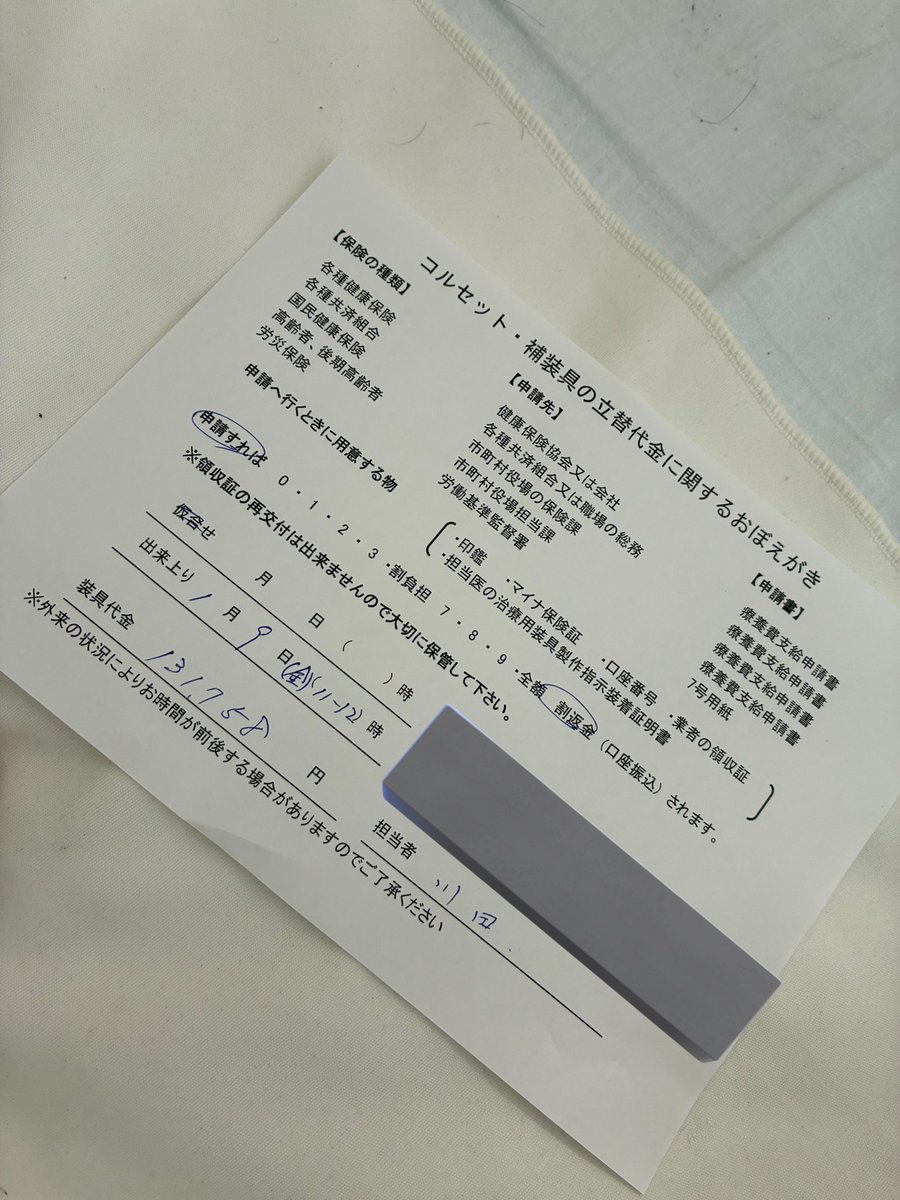 コルセット・補装具の立替代金に関するおぼえがき
【保険の種類】 【申請先】 【申請書】
各種健康保険 健康保険協会又は会社 療養費支給申請書
各種共済組合 各種共済組合又は職場の総務 療養費支給申請書
国民健康保険 市町村役場の保険課 療養費支給申請書
高齢者、後期高齢者 市町村役場担当課 療養費支給申請書
労災保険 労働基準監督署 7号用紙
申請へ行くときに用意する物 ・印鑑 ・マイナ保険証 ・口座番号 ・業者の領収証
・担当医の治療用装具製作指示装着証明書
申請すれば 0・1・2・3・割負担 7・8・9・全額 割返金(口座振込)されます。
※領収証の再交付は出来ませんので大切に保管して下さい。
仮合せ 月 日( )時
出来上り 1月 9日(金)(11-12)時
装具代金 131,758 円 担当者 川田
※外来の状況によりお時間が前後する場合がありますのでご了承ください